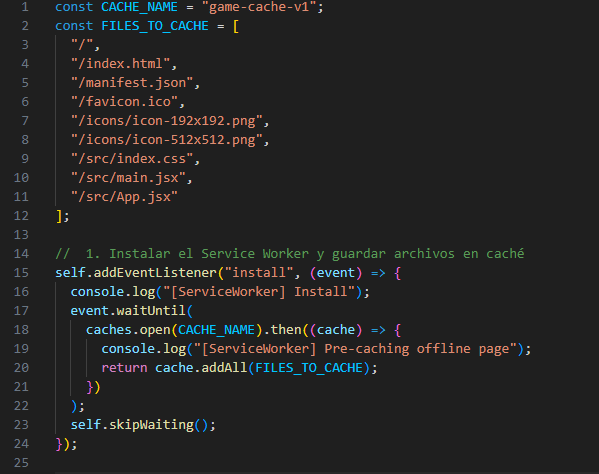 1 const CACHE_NAME = "game-cache-v1";
2 const FILES_TO_CACHE = [
3   "/",
4   "/index.html",
5   "/manifest.json",
6   "/favicon.ico",
7   "/icons/icon-192x192.png",
8   "/icons/icon-512x512.png",
9   "/src/index.css",
10   "/src/main.jsx",
11   "/src/App.jsx"
12 ];
13
14 //  1. Instalar el Service Worker y guardar archivos en caché
15 self.addEventListener("install", (event) => {
16   console.log("[ServiceWorker] Install");
17   event.waitUntil(
18     caches.open(CACHE_NAME).then((cache) => {
19       console.log("[ServiceWorker] Pre-caching offline page");
20       return cache.addAll(FILES_TO_CACHE);
21     })
22   );
23   self.skipWaiting();
24 });
25